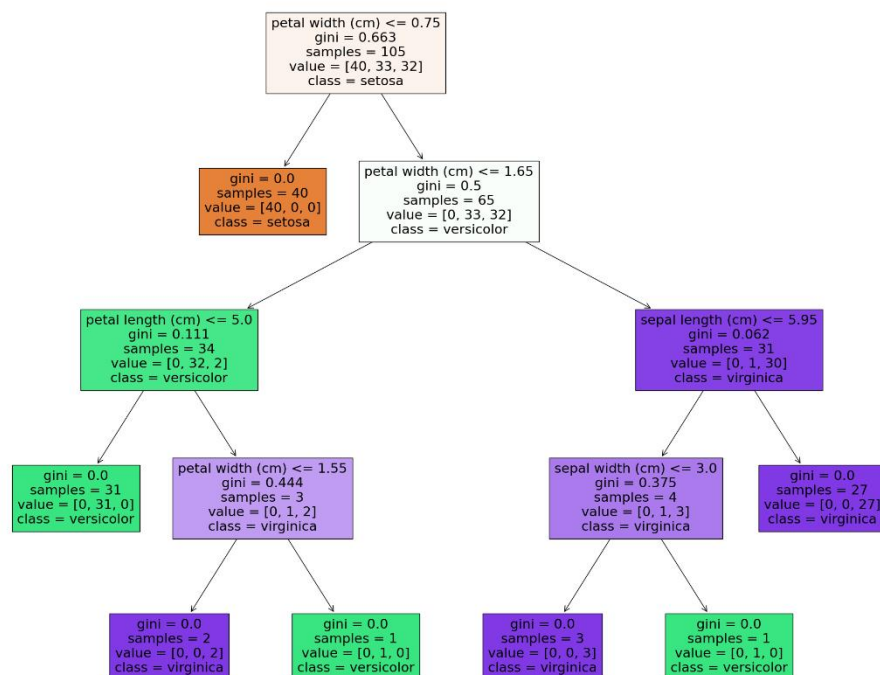 petal width (cm) <= 0.75
gini = 0.663
samples = 105
value = [40, 33, 32]
class = setosa
gini = 0.0
samples = 40
value = [40, 0, 0]
class = setosa
petal width (cm) <= 1.65
gini = 0.5
samples = 65
value = [0, 33, 32]
class = versicolor
petal length (cm) <= 5.0
gini = 0.111
samples = 34
value = [0, 32, 2]
class = versicolor
sepal length (cm) <= 5.95
gini = 0.062
samples = 31
value = [0, 1, 30]
class = virginica
gini = 0.0
samples = 31
value = [0, 31, 0]
class = versicolor
petal width (cm) <= 1.55
gini = 0.444
samples = 3
value = [0, 1, 2]
class = virginica
sepal width (cm) <= 3.0
gini = 0.375
samples = 4
value = [0, 1, 3]
class = virginica
gini = 0.0
samples = 27
value = [0, 0, 27]
class = virginica
gini = 0.0
samples = 2
value = [0, 0, 2]
class = virginica
gini = 0.0
samples = 1
value = [0, 1, 0]
class = versicolor
gini = 0.0
samples = 3
value = [0, 0, 3]
class = virginica
gini = 0.0
samples = 1
value = [0, 1, 0]
class = versicolor